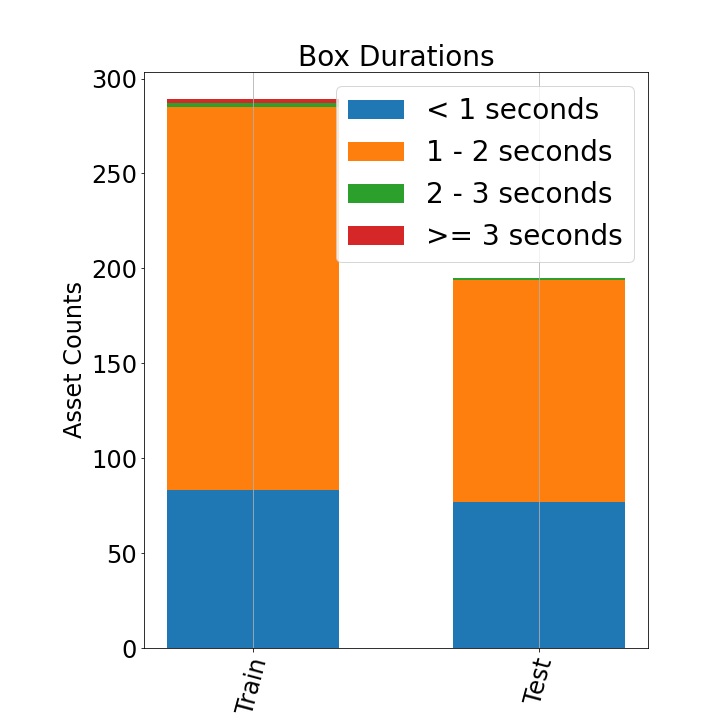 Box Durations
300
250
200
150
100
50
0
Asset Counts
< 1 seconds
1 - 2 seconds
2 - 3 seconds
>= 3 seconds
Train
Test